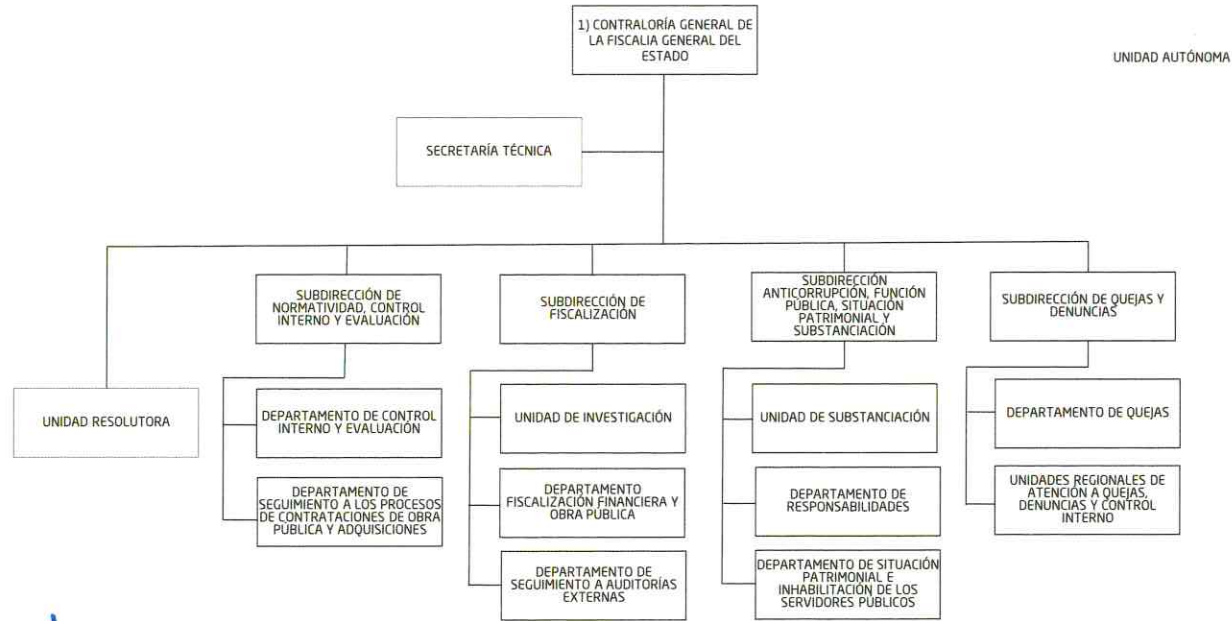 1) CONTRALORÍA GENERAL DE
LA FISCALIA GENERAL DEL
ESTADO
UNIDAD AUTÓNOMA
SECRETARÍA TÉCNICA
SUBDIRECCIÓN DE
NORMATIVIDAD, CONTROL
INTERNO Y EVALUACIÓN
SUBDIRECCIÓN DE
FISCALIZACIÓN
SUBDIRECCIÓN
ANTICORRUPCIÓN, FUNCIÓN
PÚBLICA, SITUACIÓN
PATRIMONIAL Y
SUBSTANCIACIÓN
SUBDIRECCIÓN DE QUEJAS Y
DENUNCIAS
UNIDAD RESOLUTORA
DEPARTAMENTO DE CONTROL
INTERNO Y EVALUACIÓN
UNIDAD DE INVESTIGACIÓN
UNIDAD DE SUBSTANCIACIÓN
DEPARTAMENTO DE QUEJAS
DEPARTAMENTO DE
SEGUIMIENTO A LOS PROCESOS
DE CONTRATACIONES DE OBRA
PÚBLICA Y ADQUISICIONES
DEPARTAMENTO
FISCALIZACIÓN FINANCIERA Y
OBRA PÚBLICA
DEPARTAMENTO DE
RESPONSABILIDADES
UNIDADES REGIONALES DE
ATENCIÓN A QUEJAS,
DENUNCIAS Y CONTROL
INTERNO
DEPARTAMENTO DE
SEGUIMIENTO A AUDITORÍAS
EXTERNAS
DEPARTAMENTO DE SITUACIÓN
PATRIMONIAL E
INHABILITACIÓN DE LOS
SERVIDORES PÚBLICOS